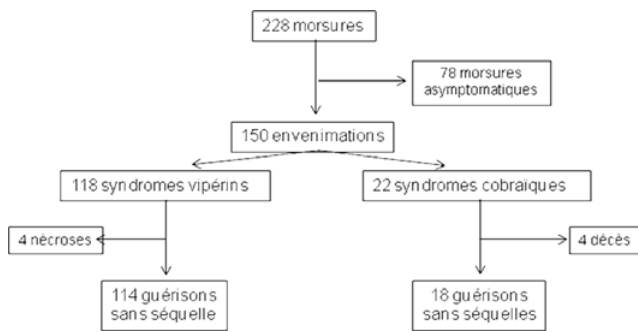 228 morsures
78 morsures
asymptomatiques
150 envenimations
118 syndromes vipérins
22 syndromes cobraïques
4 nécroses
4 décès
114 guérisons
sans séquelle
18 guérisons
sans séquelles